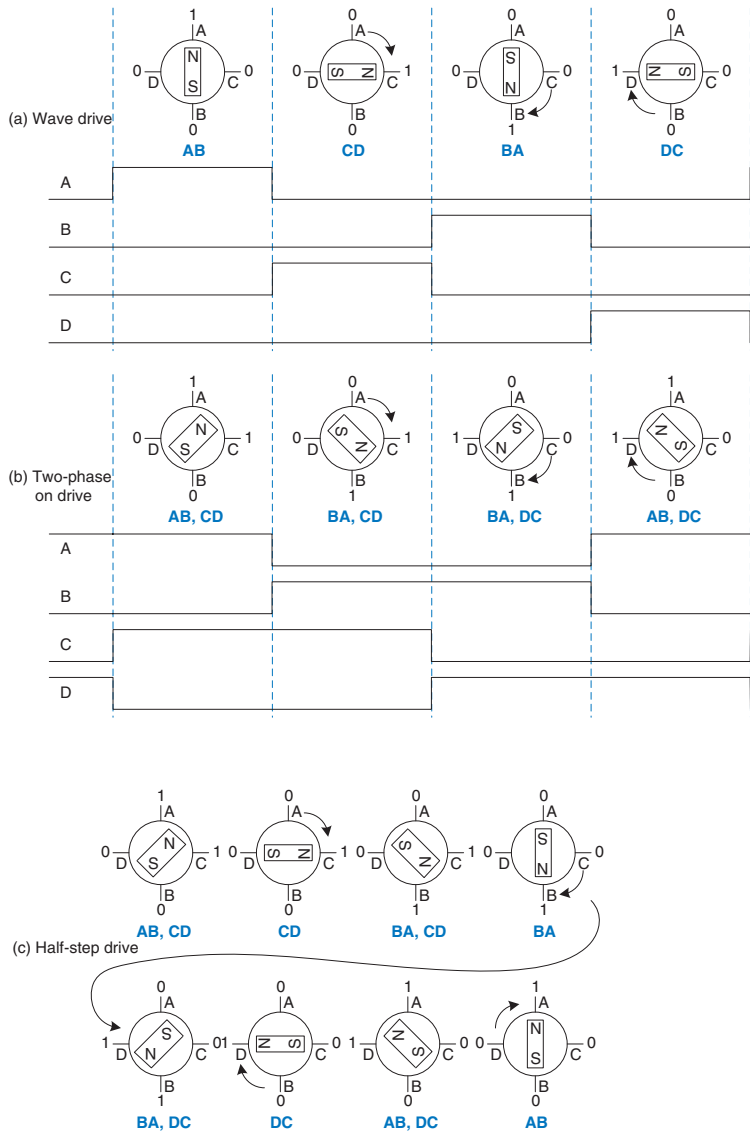 1 0 0 0
A A A A
N S
S N
0 D C 0 0 D S N C 1 0 D C 0 1 D N S C 0
B B B B
0 0 1 0
(a) Wave drive
AB CD BA DC
A
B
C
D
1 0 0 1
A A A A
N S S N
0 D C 1 0 D C 1 1 D C 0 1 D C 0
S N N S
B B B B
0 1 1 0
(b) Two-phase
on drive
AB, CD BA, CD BA, DC AB, DC
A
B
C
D
1 0 0 0
A A A A
N S S
0 D C 1 0 D S N C 1 0 D C 1 0 D C 0
S N N
B B B B
0 0 1 1
AB, CD CD BA, CD BA
(c) Half-step drive
0 0 1 1
A A A A
S N N
1 D C 0 1 D N S C 0 1 D C 0 0 D C 0
N S S
B B B B
1 0 0 0
BA, DC DC AB, DC AB